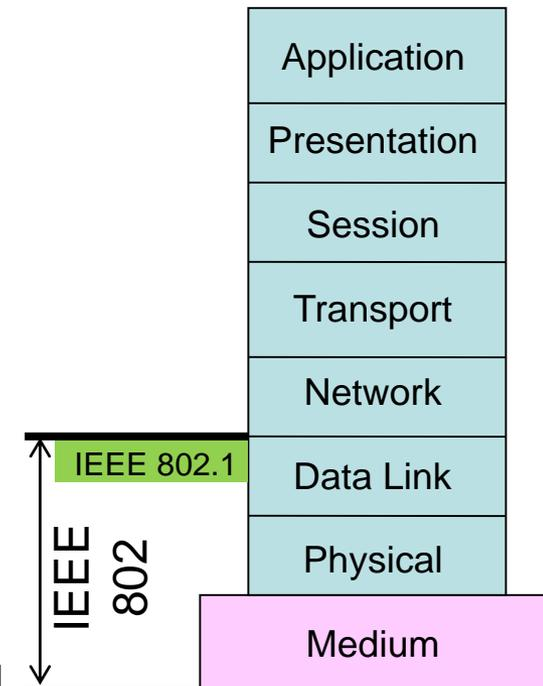 Application
Presentation
Session
Transport
Network
IEEE 802.1
Data Link
IEEE
802
Physical
Medium